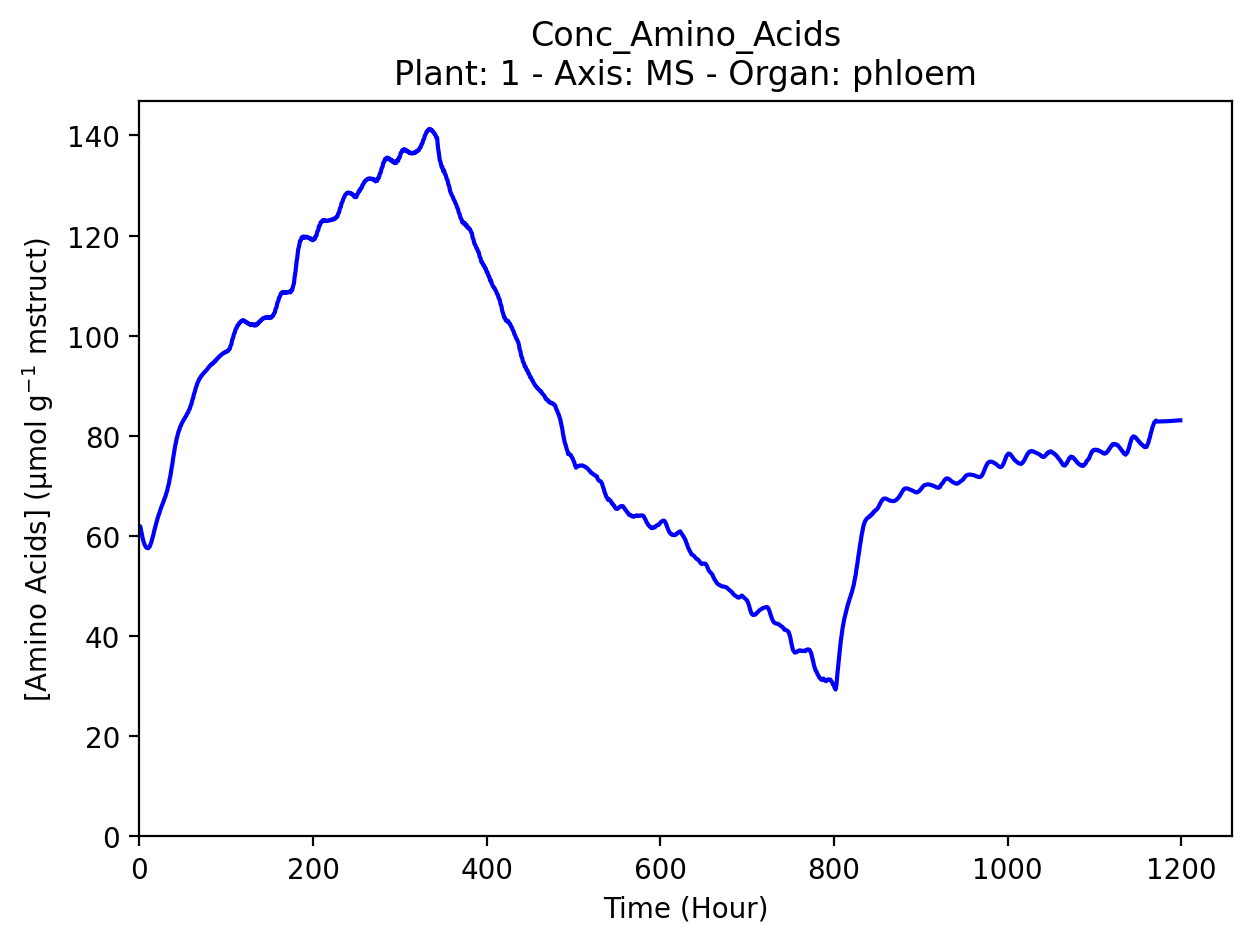 Conc_Amino_Acids
Plant: 1 - Axis: MS - Organ: phloem
[Amino Acids] (µmol g⁻¹ mstruct)
140
120
100
80
60
40
20
0
0 200 400 600 800 1000 1200
Time (Hour)